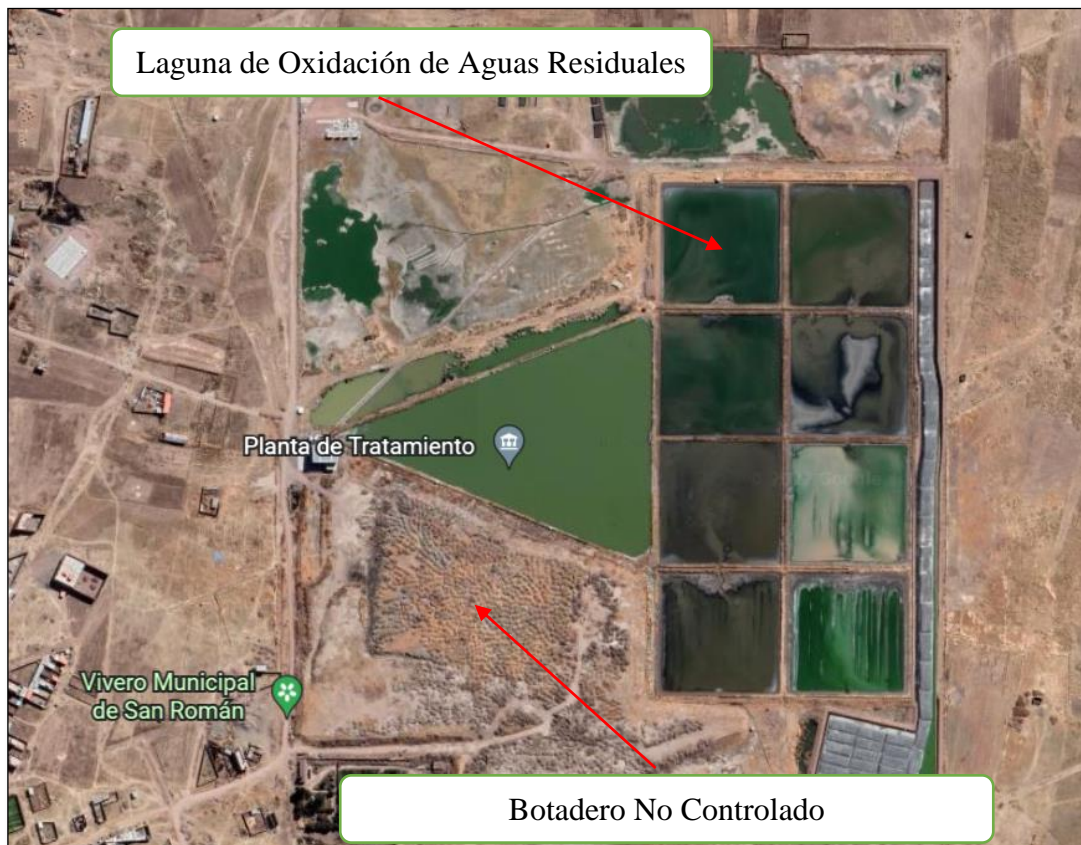 Laguna de Oxidación de Aguas Residuales
Planta de Tratamiento
Vivero Municipal
de San Román
Botadero No Controlado